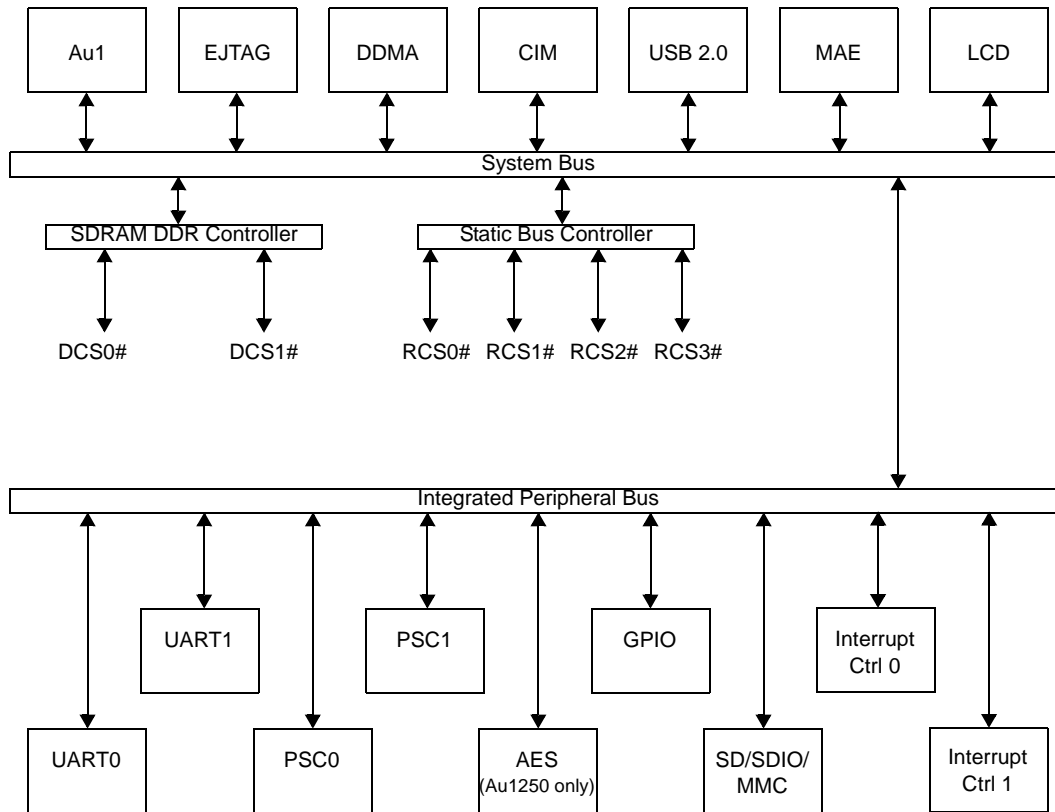 Au1
EJTAG
DDMA
CIM
USB 2.0
MAE
LCD
System Bus
SDRAM DDR Controller
Static Bus Controller
DCS0#
DCS1#
RCS0#
RCS1#
RCS2#
RCS3#
Integrated Peripheral Bus
UART1
PSC1
GPIO
Interrupt
Ctrl 0
UART0
PSC0
AES
(Au1250 only)
SD/SDIO/
MMC
Interrupt
Ctrl 1